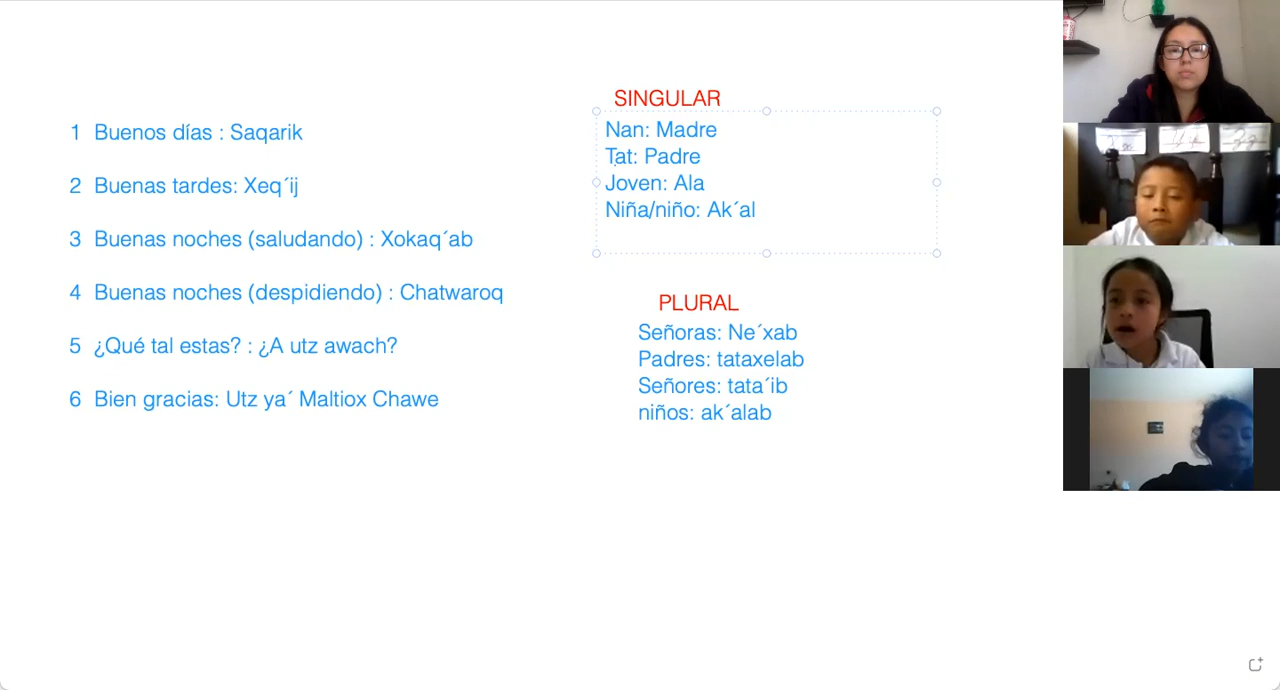 1 Buenos días : Saqarik
2 Buenas tardes: Xeq´ij
3 Buenas noches (saludando) : Xokaq´ab
4 Buenas noches (despidiendo) : Chatwaroq
5 ¿Qué tal estas? : ¿A utz awach?
6 Bien gracias: Utz ya´ Maltiox Chawe
SINGULAR
Nan: Madre
Tat: Padre
Joven: Ala
Niña/niño: Ak´al
PLURAL
Señoras: Ne´xab
Padres: tataxelab
Señores: tata´ib
niños: ak´alab